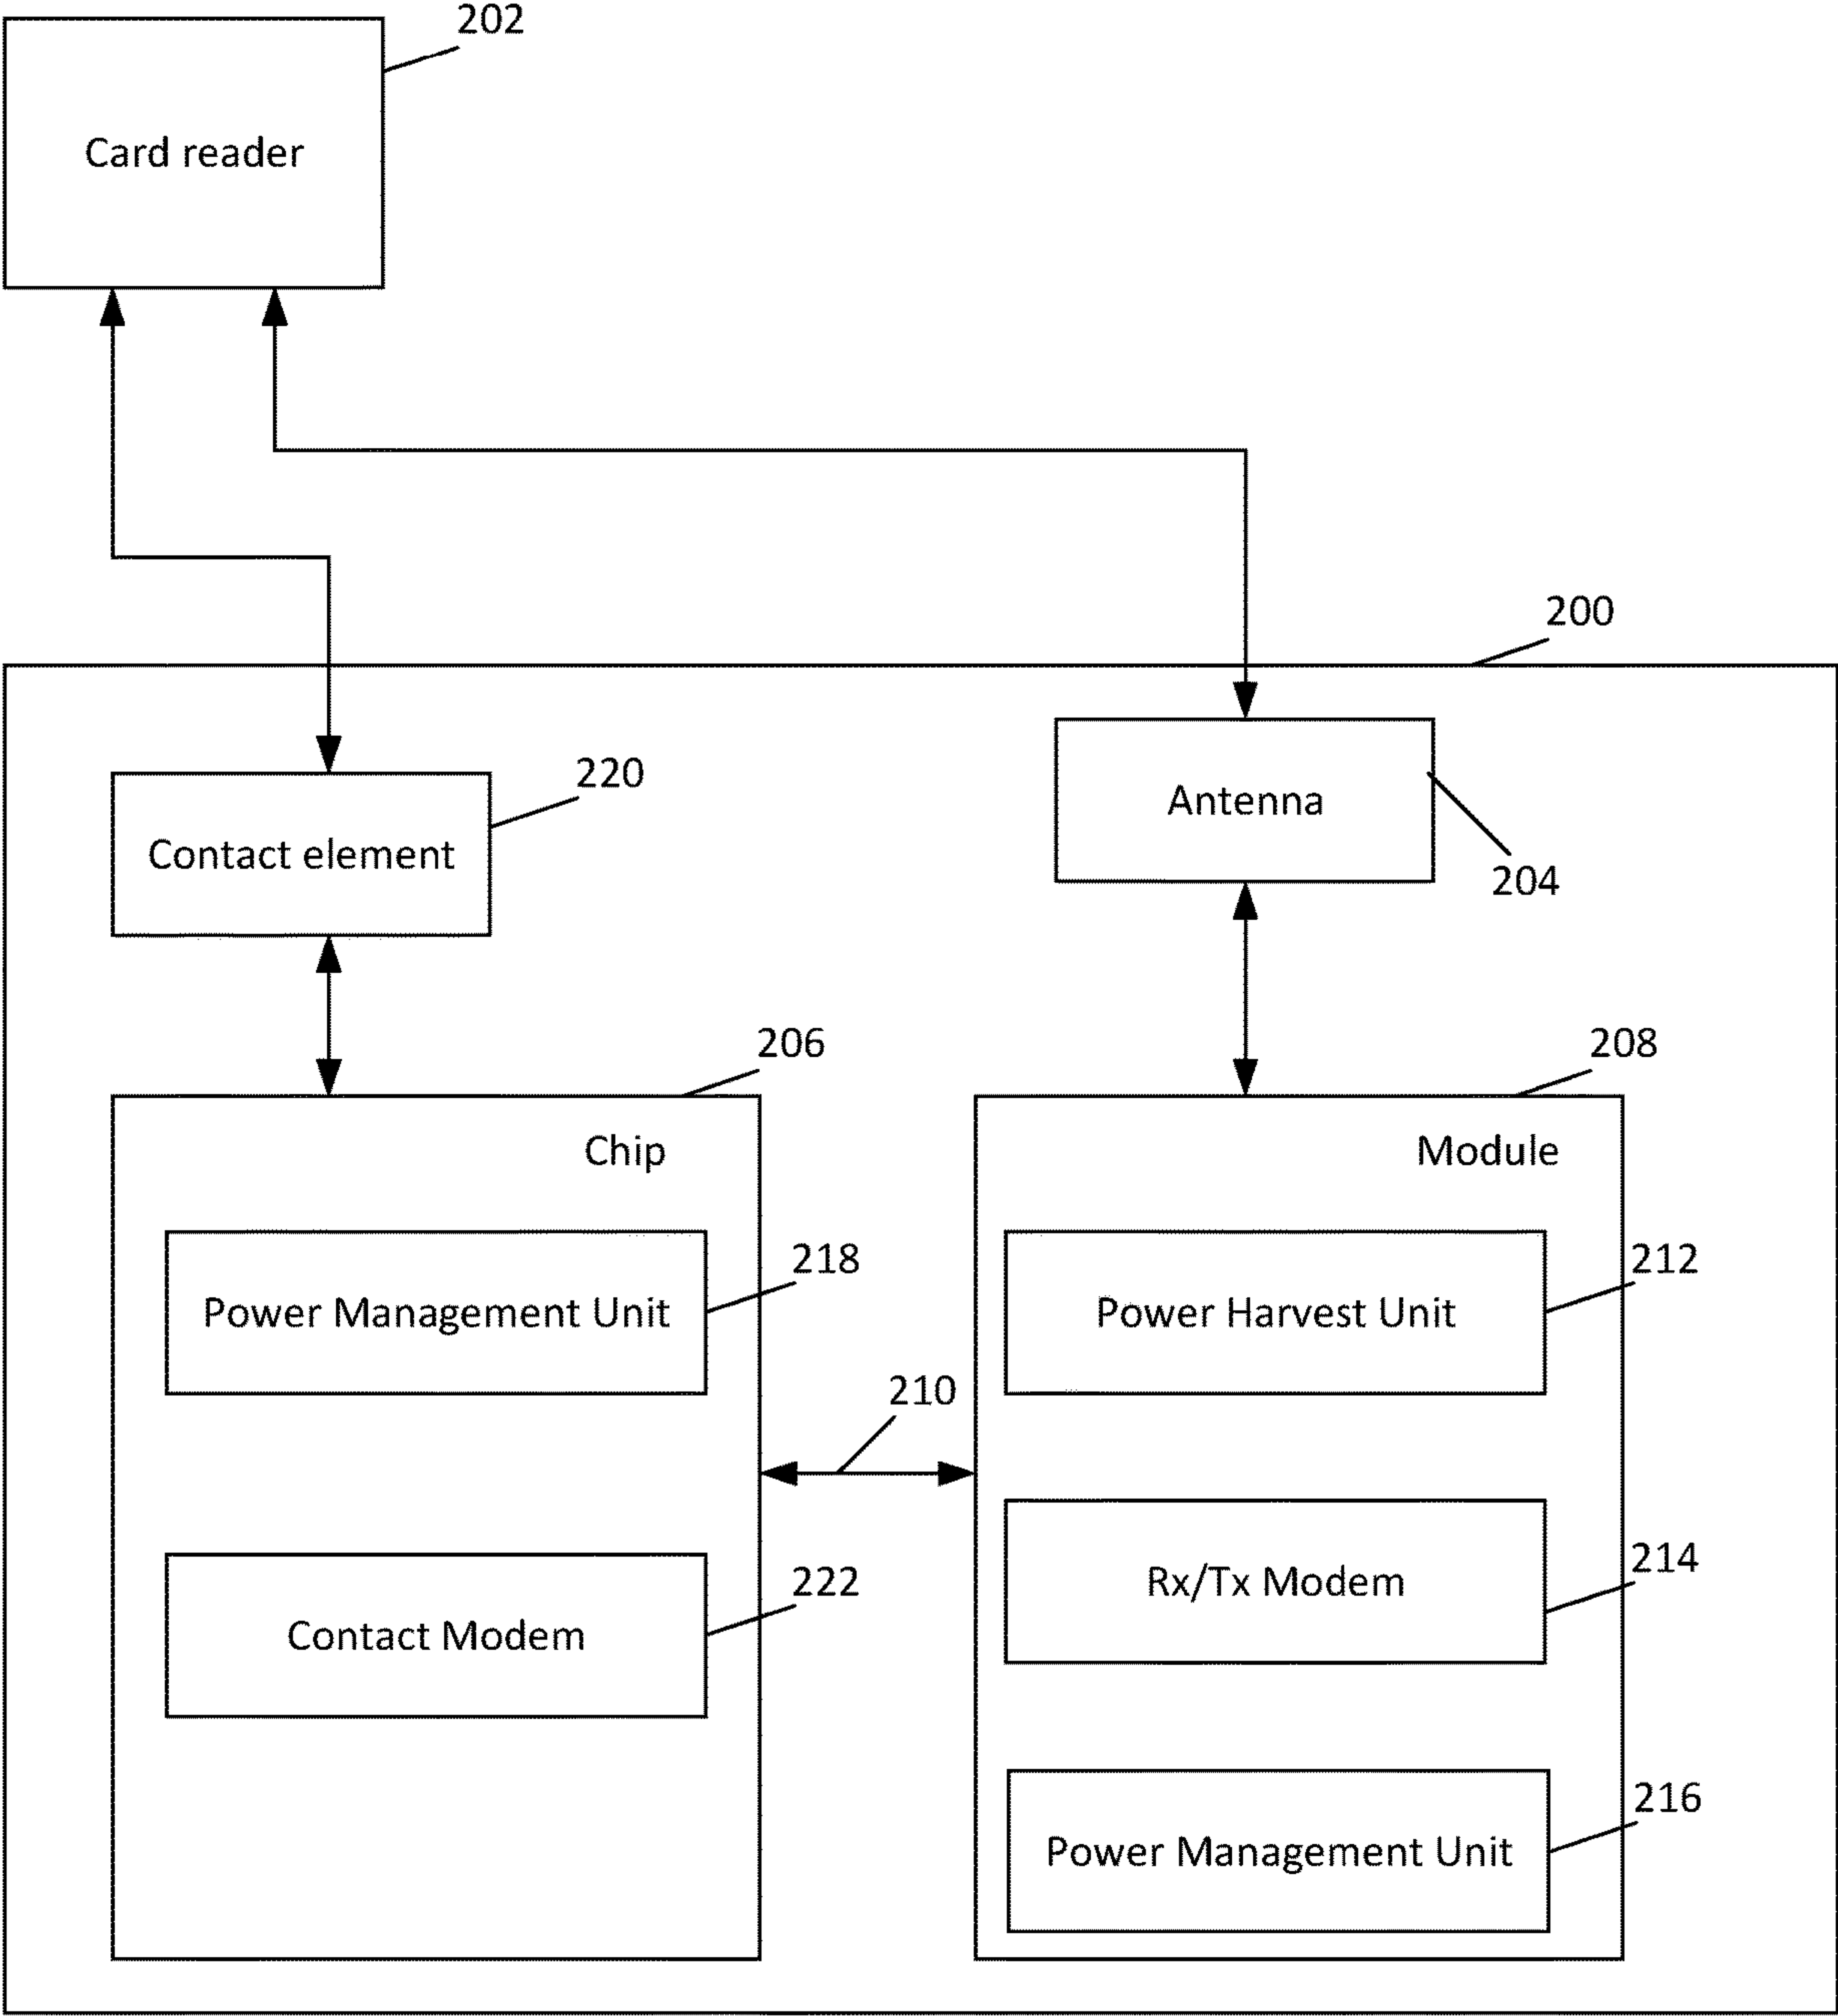 202
Card reader
200
220
Contact element
Antenna
204
206
208
Chip
Module
218
212
Power Management Unit
Power Harvest Unit
210
222
214
Contact Modem
Rx/Tx Modem
216
Power Management Unit